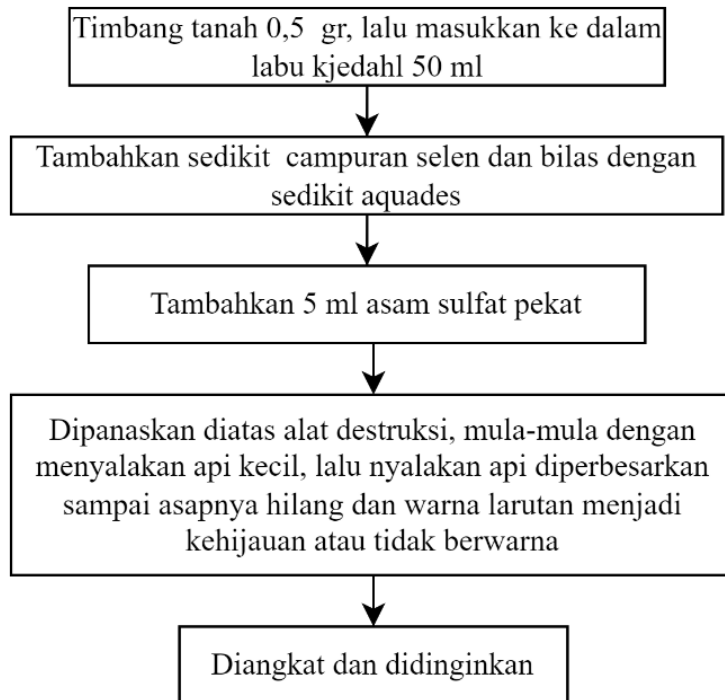 Timbang tanah 0,5 gr, lalu masukkan ke dalam
labu kjedahl 50 ml
Tambahkan sedikit campuran selen dan bilas dengan
sedikit aquades
Tambahkan 5 ml asam sulfat pekat
Dipanaskan diatas alat destruksi, mula-mula dengan
menyalakan api kecil, lalu nyalakan api diperbesarkan
sampai asapnya hilang dan warna larutan menjadi
kehijauan atau tidak berwarna
Diangkat dan didinginkan